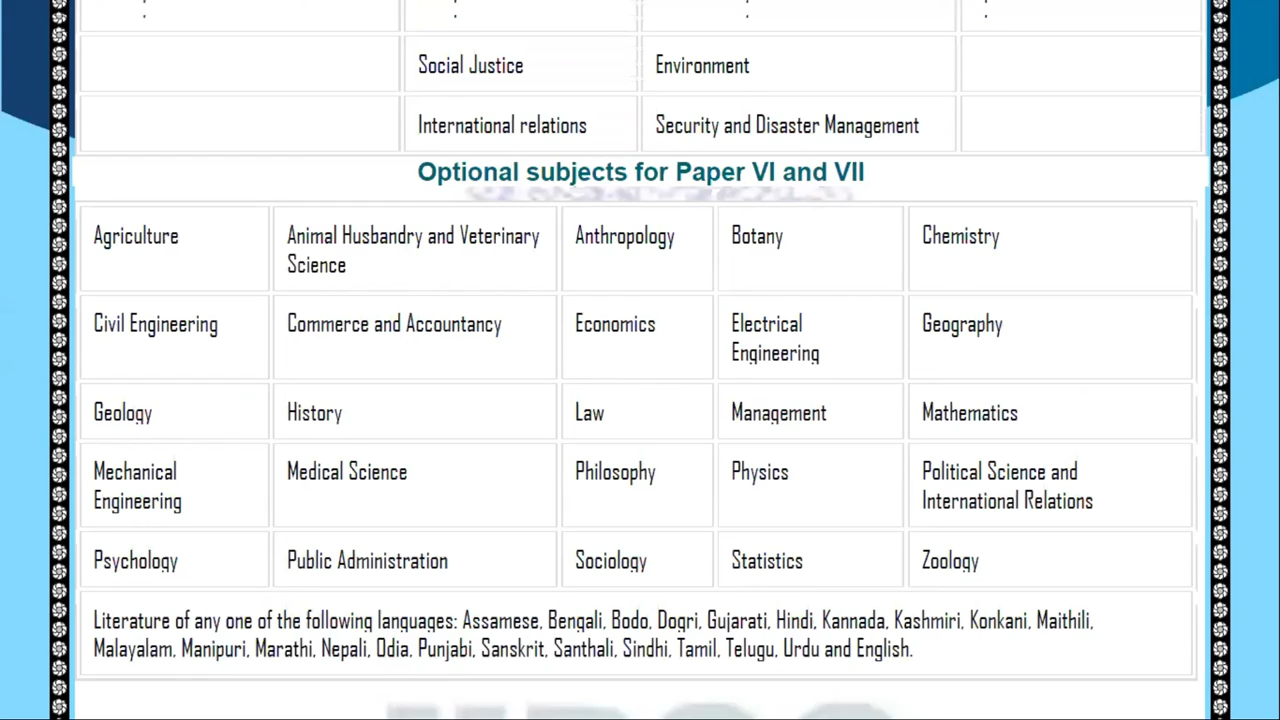 Social Justice
Environment
International relations
Security and Disaster Management
Optional subjects for Paper VI and VII
Agriculture
Animal Husbandry and Veterinary
Science
Anthropology
Botany
Chemistry
Civil Engineering
Commerce and Accountancy
Economics
Electrical
Engineering
Geography
Geology
History
Law
Management
Mathematics
Mechanical
Engineering
Medical Science
Philosophy
Physics
Political Science and
International Relations
Psychology
Public Administration
Sociology
Statistics
Zoology
Literature of any one of the following languages: Assamese, Bengali, Bodo, Dogri, Gujarati, Hindi, Kannada, Kashmiri, Konkani, Maithili,
Malayalam, Manipuri, Marathi, Nepali, Odia, Punjabi, Sanskrit, Santhali, Sindhi, Tamil, Telugu, Urdu and English.